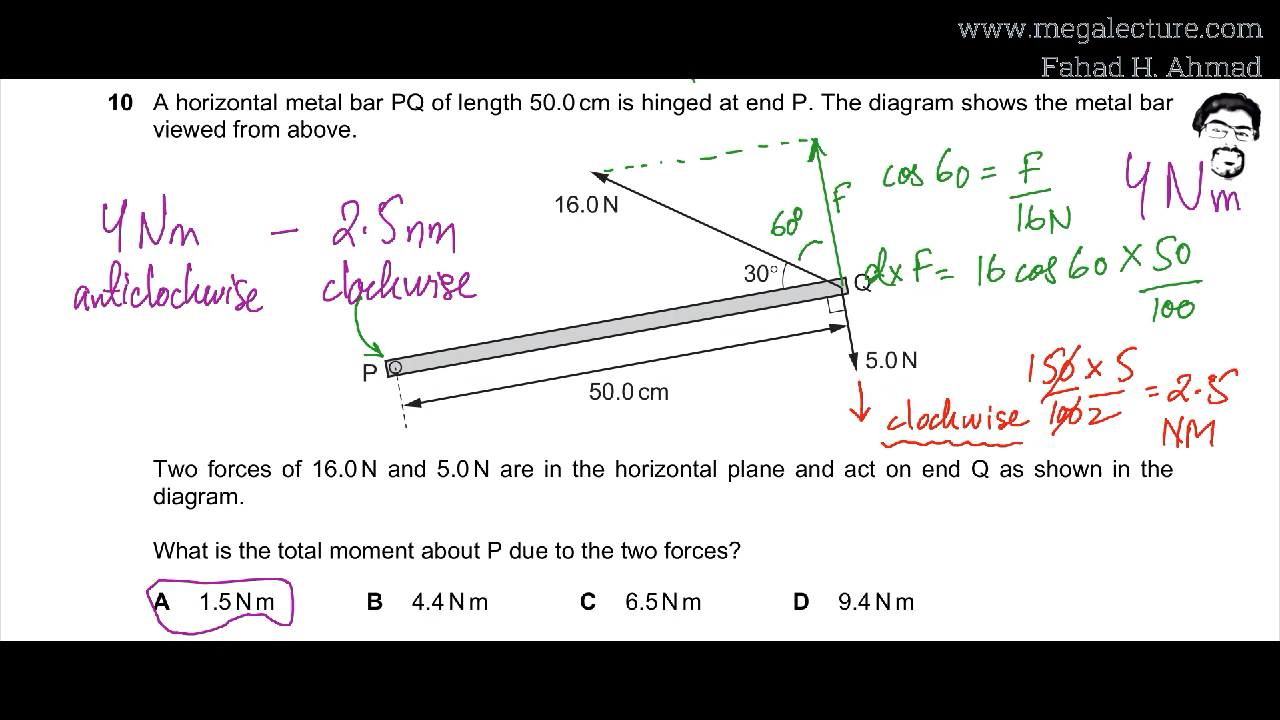 www.megalecture.com
Fahad H. Ahmad
10 A horizontal metal bar PQ of length 50.0 cm is hinged at end P. The diagram shows the metal bar
viewed from above.
cos 60 = F
16N
4 Nm
16.0 N
F
60°
4 Nm - 2.5 nm
anticlockwise clockwise
30°
Q
d x F = 16 cos 60 x 50
100
P
5.0 N
50.0 cm
clockwise
150 x 5
100 2
= 2.5
NM
Two forces of 16.0 N and 5.0 N are in the horizontal plane and act on end Q as shown in the
diagram.
What is the total moment about P due to the two forces?
A 1.5 N m B 4.4 N m C 6.5 N m D 9.4 N m